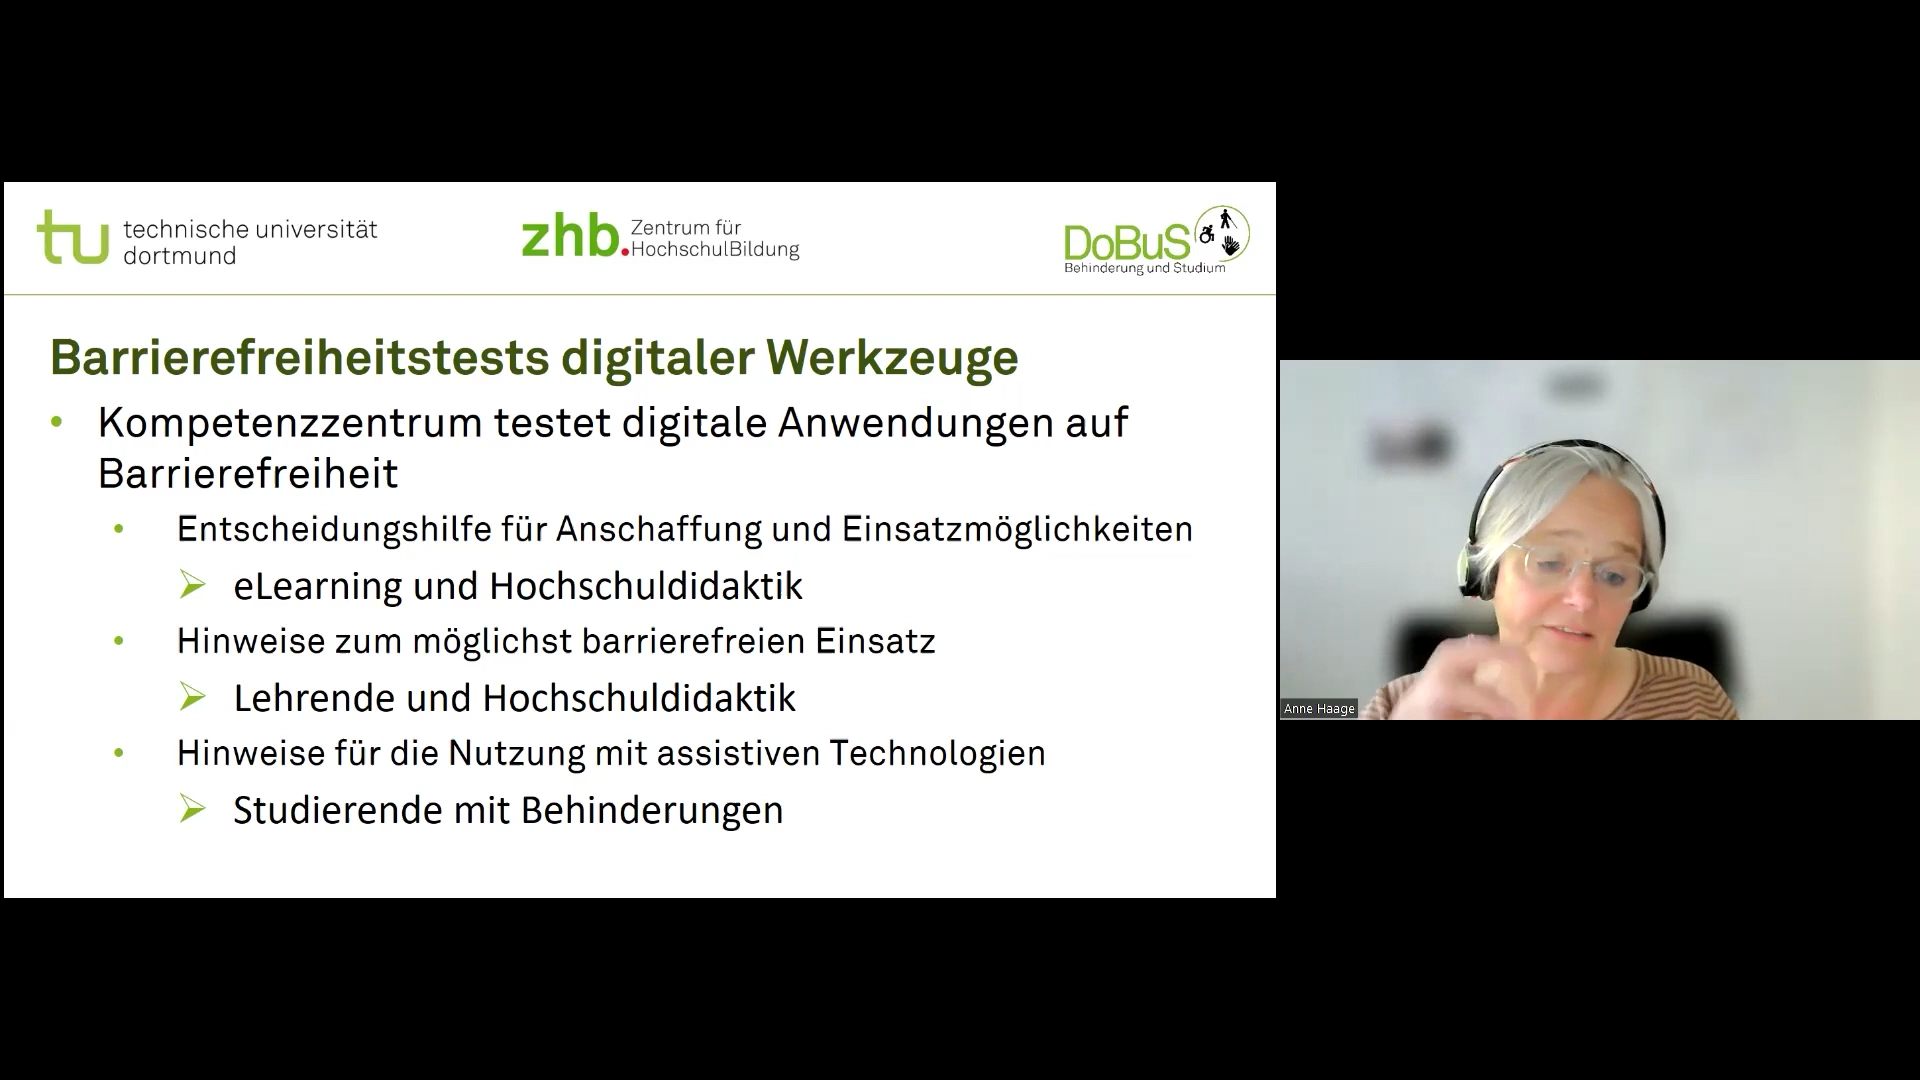 tu technische universität
dortmund
zhb. Zentrum für
HochschulBildung
DoBuS
Behinderung und Studium
Barrierefreiheitstests digitaler Werkzeuge
• Kompetenzzentrum testet digitale Anwendungen auf
Barrierefreiheit
• Entscheidungshilfe für Anschaffung und Einsatzmöglichkeiten
➢ eLearning und Hochschuldidaktik
• Hinweise zum möglichst barrierefreien Einsatz
➢ Lehrende und Hochschuldidaktik
• Hinweise für die Nutzung mit assistiven Technologien
➢ Studierende mit Behinderungen
Anne Haage